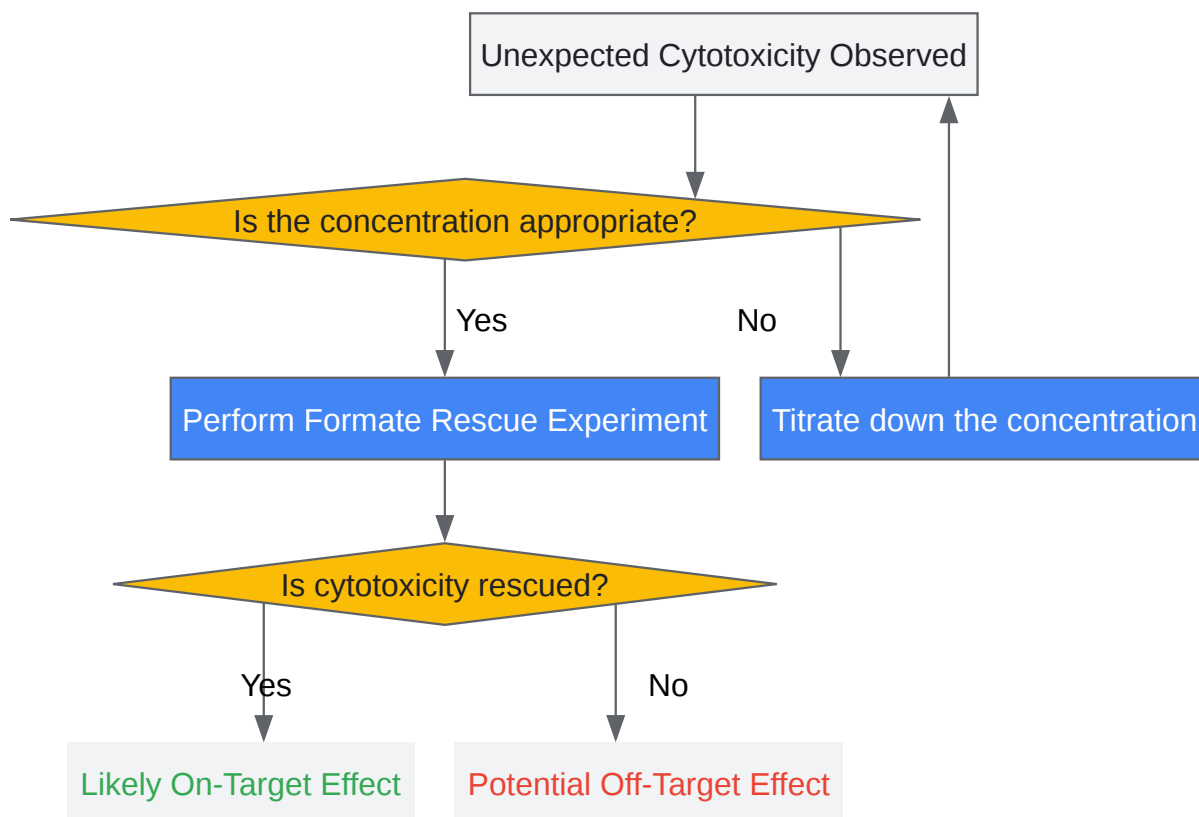 Unexpected Cytotoxicity Observed
Is the concentration appropriate?
Yes
No
Perform Formate Rescue Experiment
Titrate down the concentration
Is cytotoxicity rescued?
Yes
No
Likely On-Target Effect
Potential Off-Target Effect